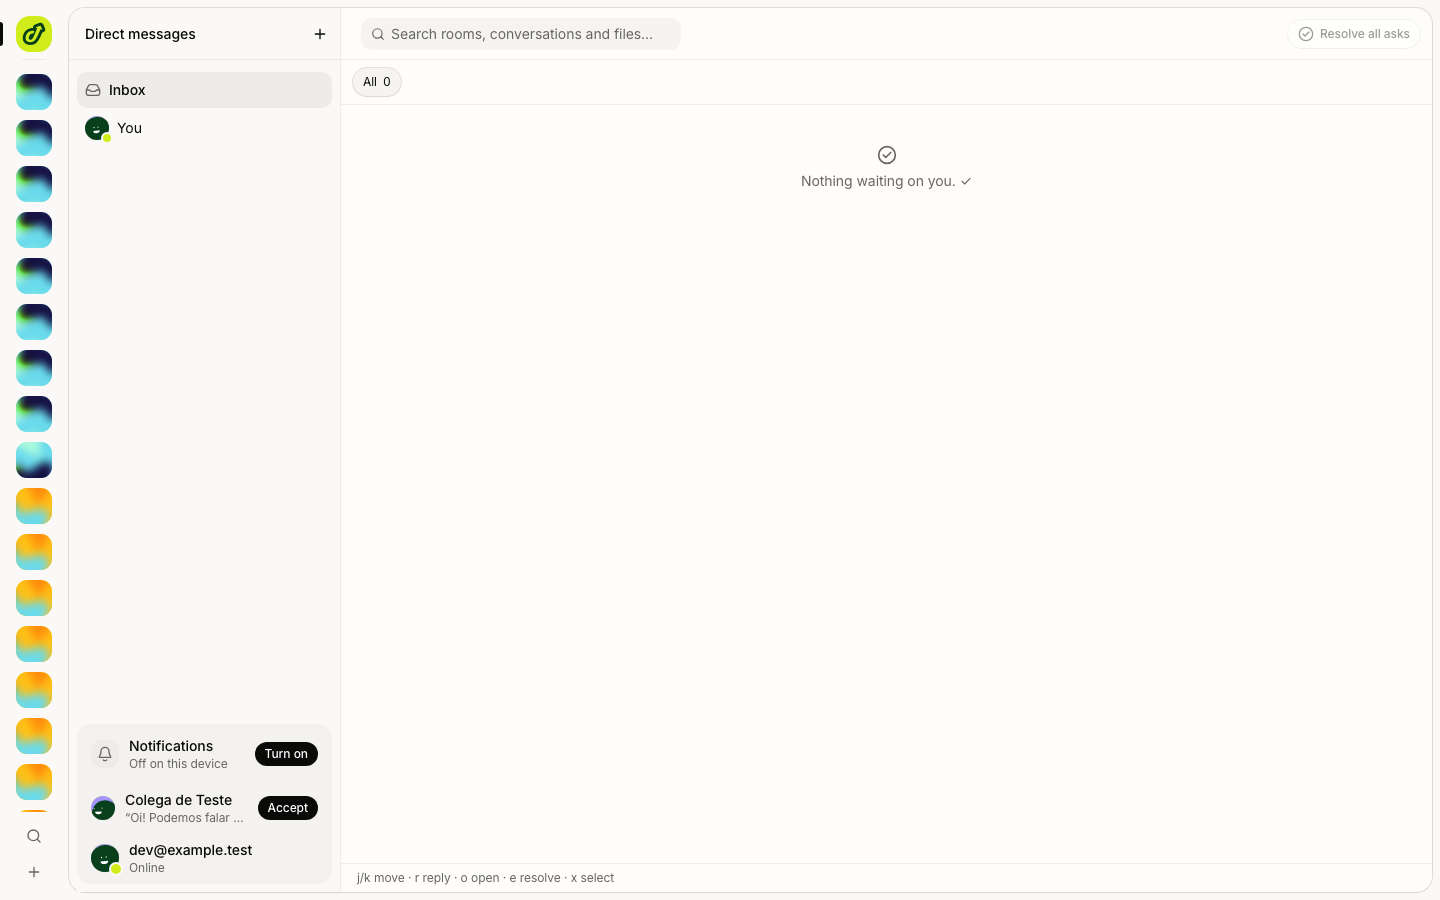 Direct messages
Search rooms, conversations and files...
Resolve all asks
Inbox
You
All 0
Nothing waiting on you. ✓
Notifications
Off on this device
Turn on
Colega de Teste
“Oi! Podemos falar ...
Accept
dev@example.test
Online
j/k move · r reply · o open · e resolve · x select